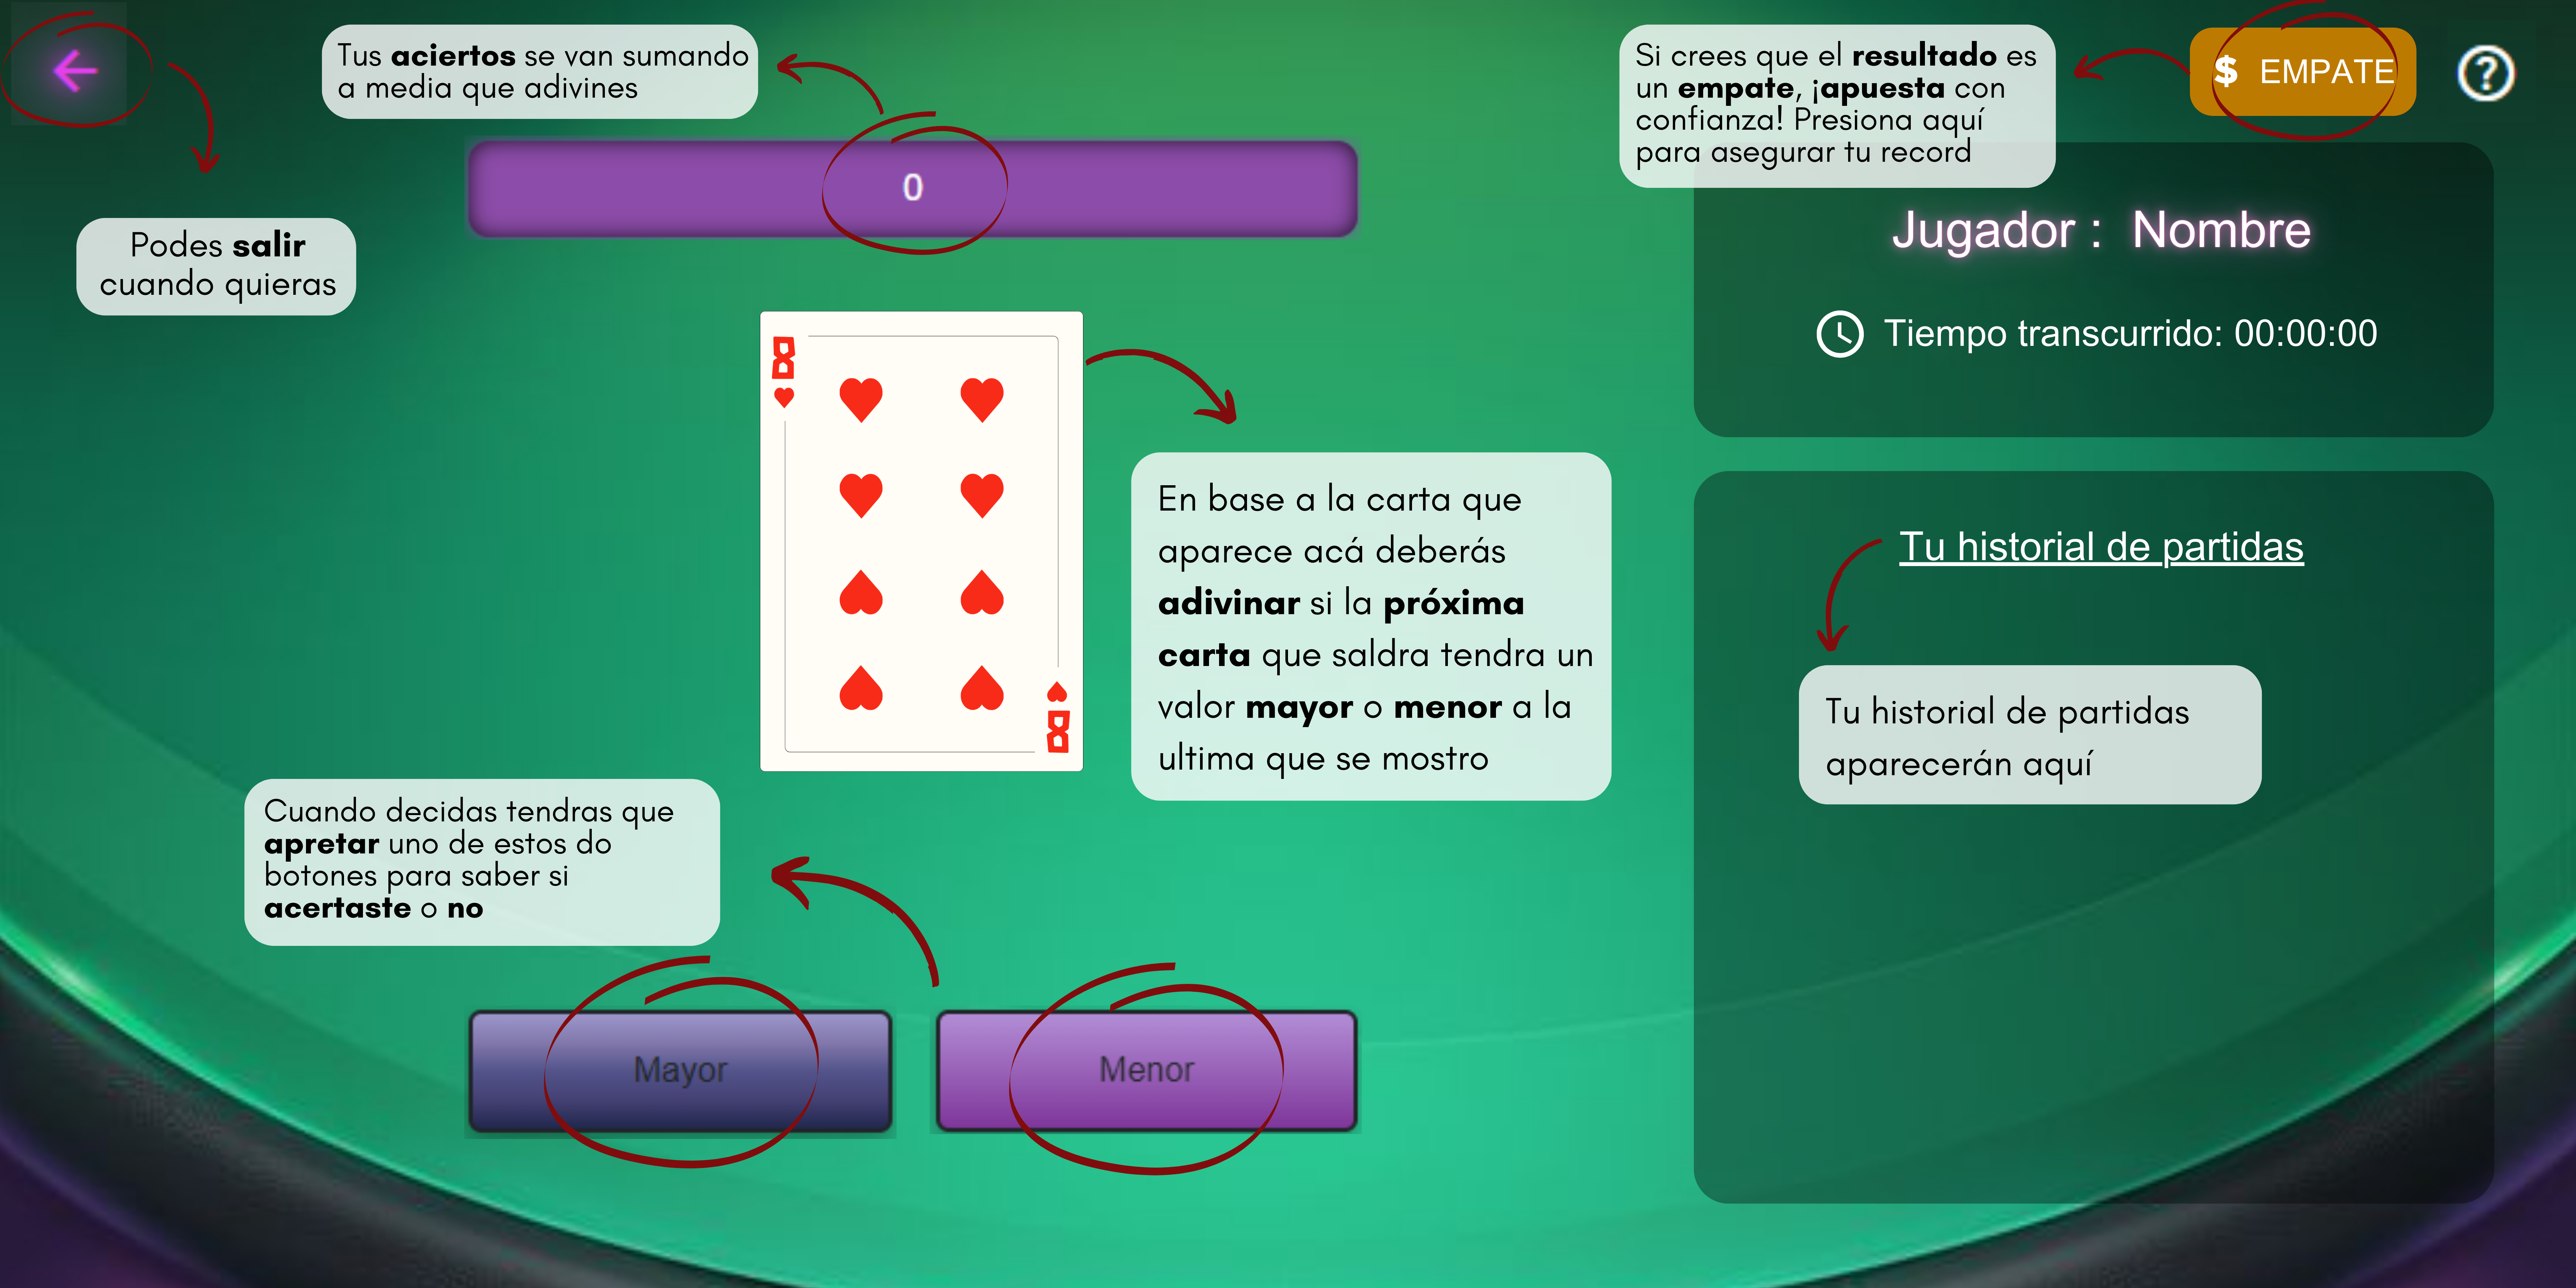 Tus aciertos se van sumando
a media que adivines
Si crees que el resultado es
un empate, ¡apuesta con
confianza! Presiona aquí
para asegurar tu record
$ EMPATE
?
0
Podes salir
cuando quieras
Jugador : Nombre
Tiempo transcurrido: 00:00:00
8
8
En base a la carta que
aparece acá deberás
adivinar si la próxima
carta que saldra tendra un
valor mayor o menor a la
ultima que se mostro
Tu historial de partidas
Tu historial de partidas
aparecerán aquí
Cuando decidas tendras que
apretar uno de estos do
botones para saber si
acertaste o no
Mayor
Menor